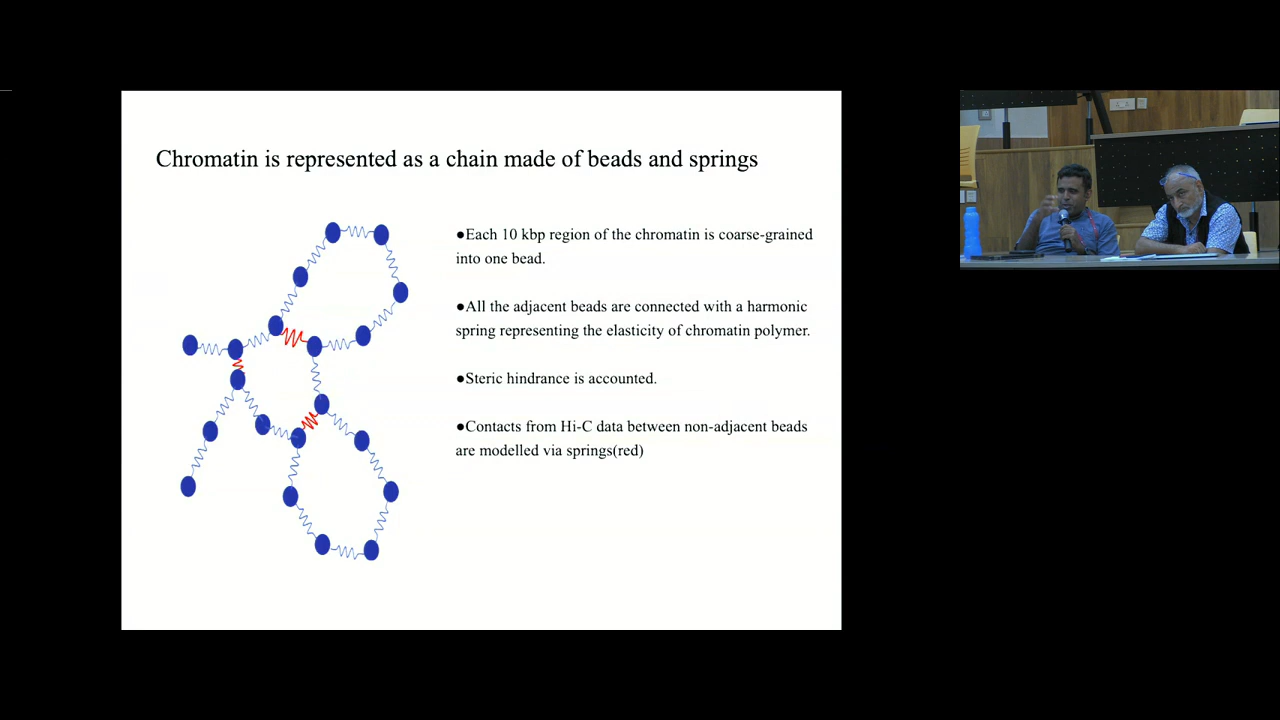 Chromatin is represented as a chain made of beads and springs
●Each 10 kbp region of the chromatin is coarse-grained
into one bead.
●All the adjacent beads are connected with a harmonic
spring representing the elasticity of chromatin polymer.
●Steric hindrance is accounted.
●Contacts from Hi-C data between non-adjacent beads
are modelled via springs(red)